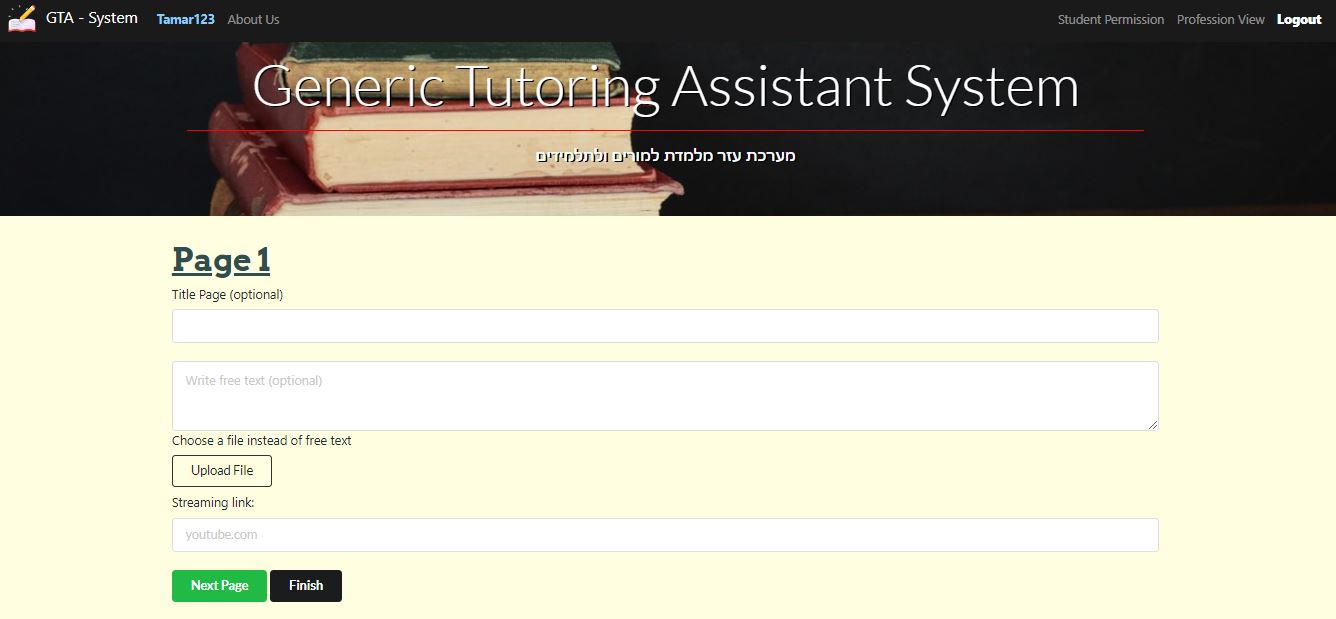 GTA - System Tamar123 About Us Student Permission Profession View Logout
Generic Tutoring Assistant System
מערכת עזר מלמדת למורים ולתלמידים
Page 1
Title Page (optional)
Write free text (optional)
Choose a file instead of free text
Upload File
Streaming link:
youtube.com
Next Page Finish